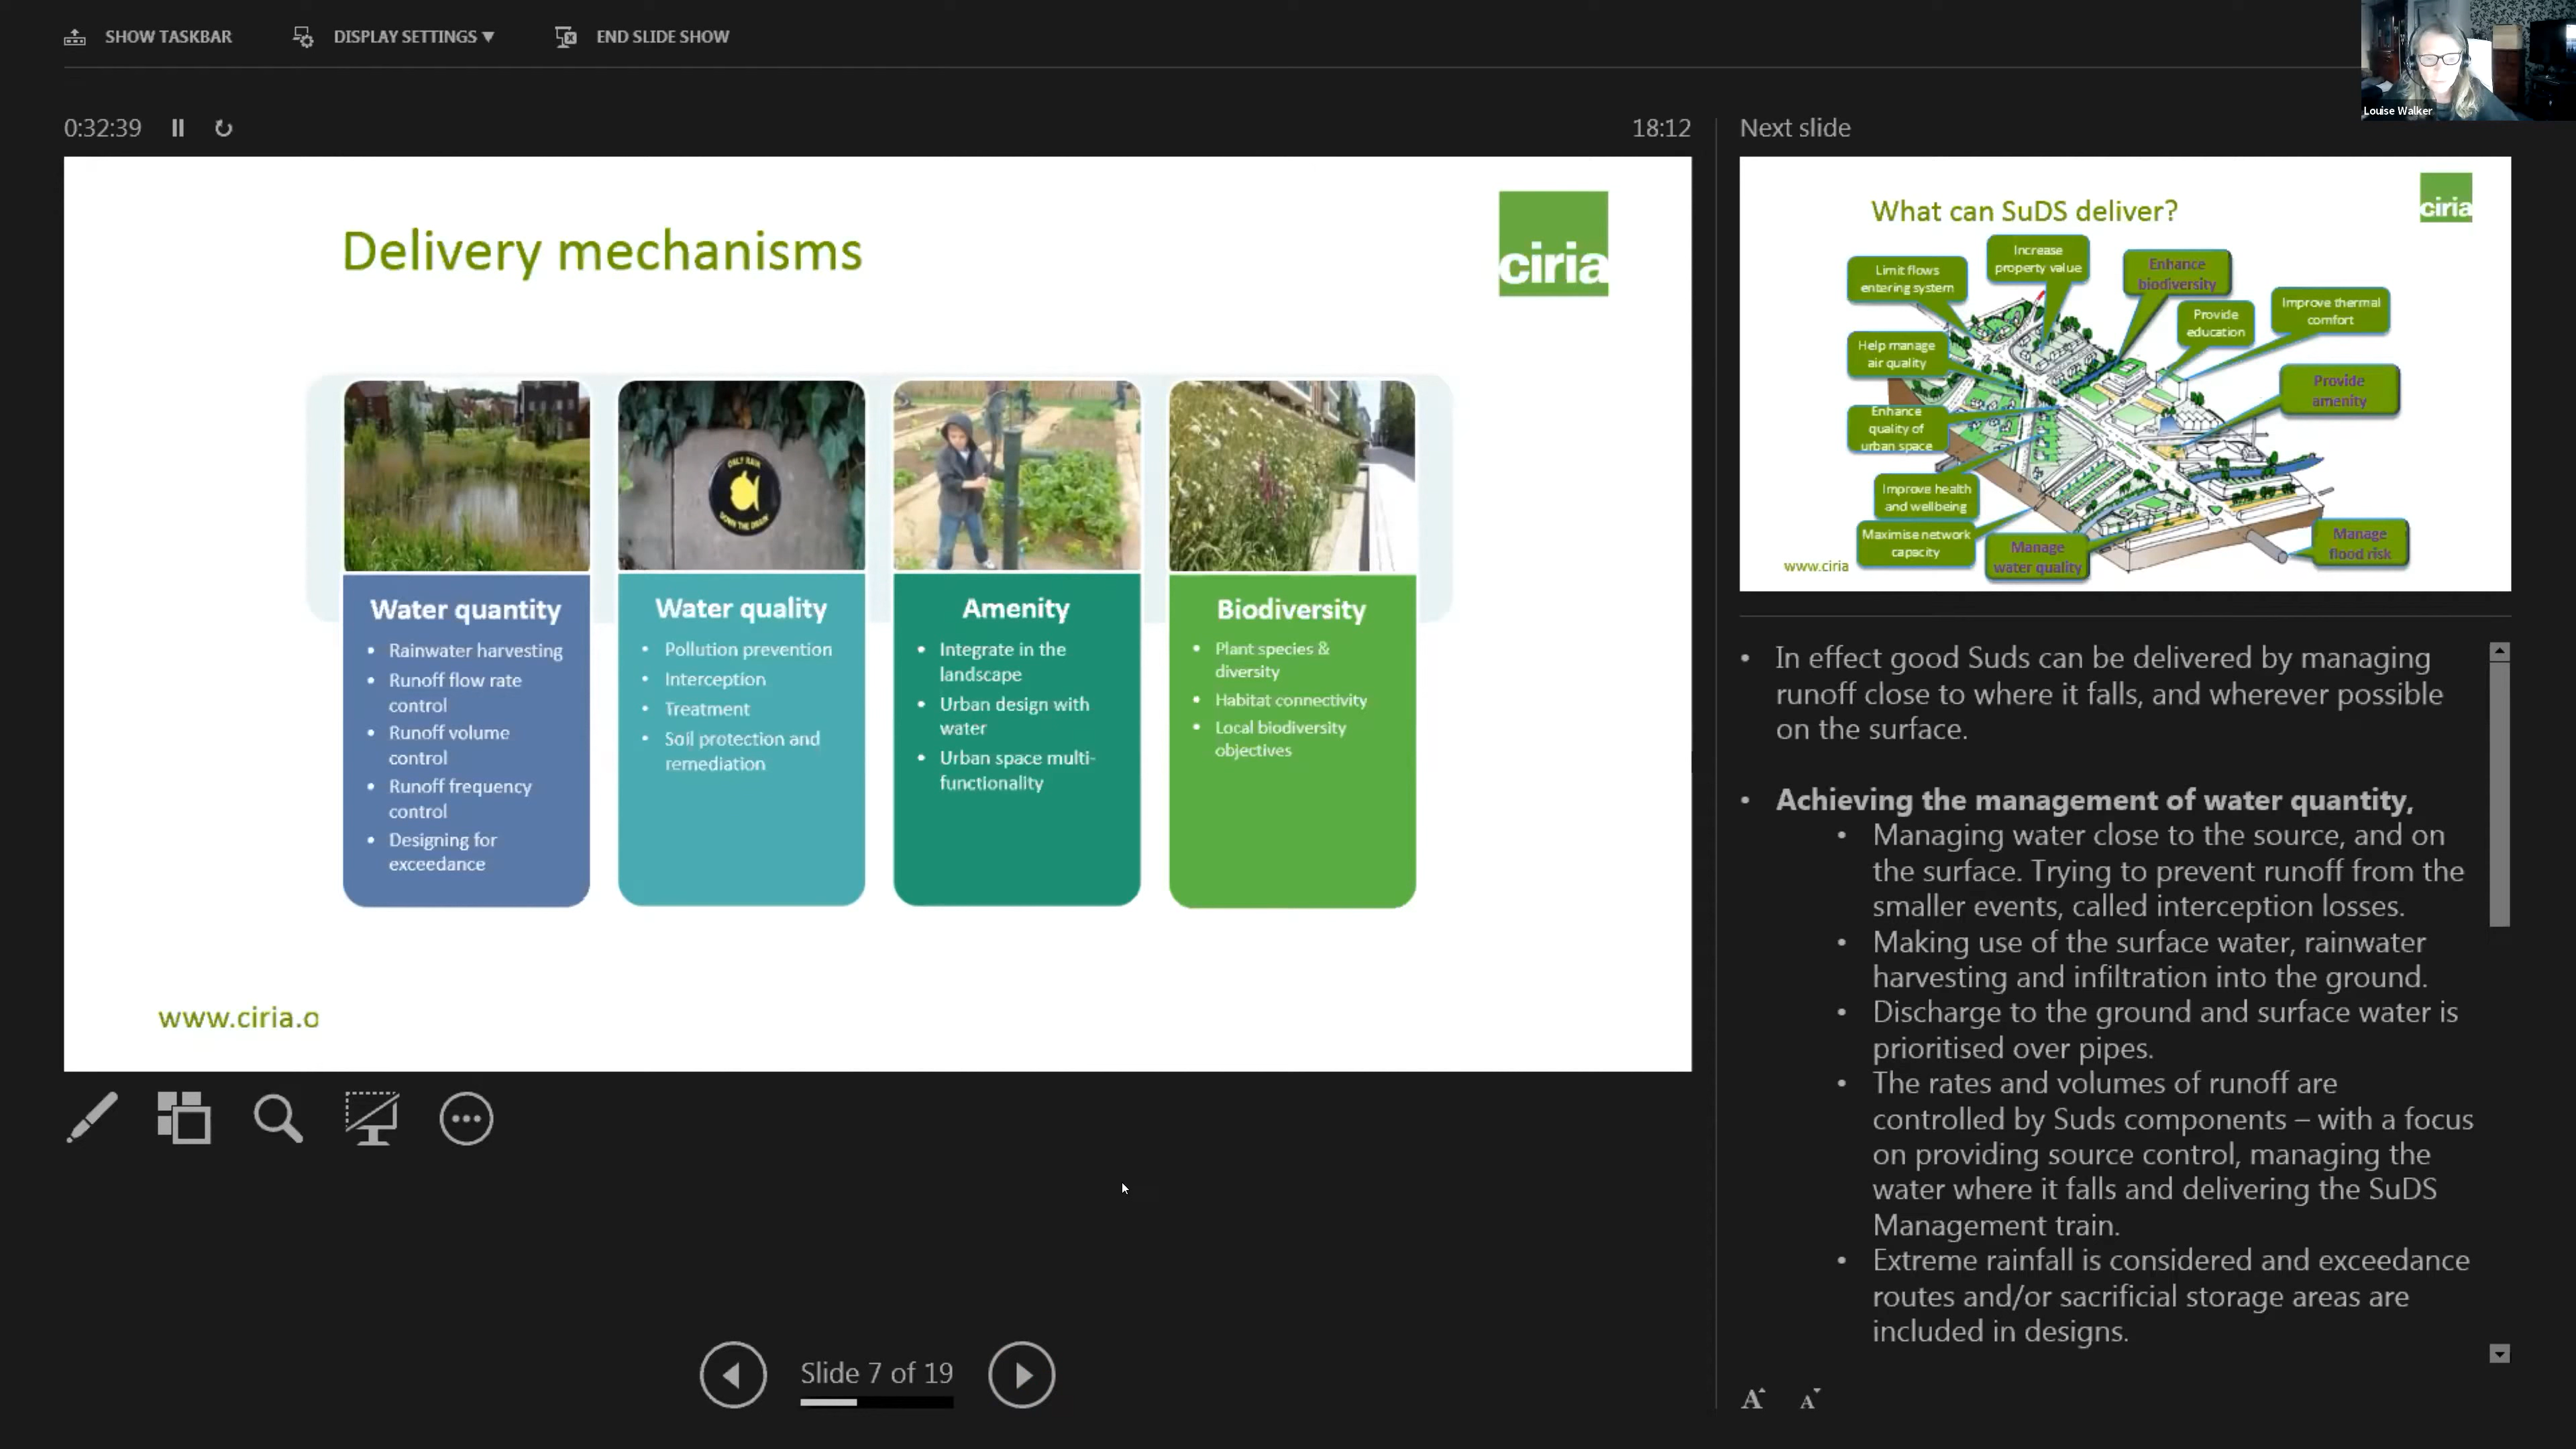 SHOW TASKBAR
DISPLAY SETTINGS ▼
END SLIDE SHOW
Louise Walker
0:32:39
18:12
Next slide
Delivery mechanisms
ciria
ONLY RAIN
DOWN THE DRAIN
Water quantity
• Rainwater harvesting
• Runoff flow rate
control
• Runoff volume
control
• Runoff frequency
control
• Designing for
exceedance
Water quality
• Pollution prevention
• Interception
• Treatment
• Soil protection and
remediation
Amenity
• Integrate in the
landscape
• Urban design with
water
• Urban space multi-
functionality
Biodiversity
• Plant species &
diversity
• Habitat connectivity
• Local biodiversity
objectives
www.ciria.o
Slide 7 of 19
What can SuDS deliver?
ciria
Limit flows
entering system
Increase
property value
Enhance
biodiversity
Provide
education
Improve thermal
comfort
Help manage
air quality
Provide
amenity
Enhance
quality of
urban space
Improve health
and wellbeing
Maximise network
capacity
Manage
water quality
Manage
flood risk
www.ciria
• In effect good Suds can be delivered by managing
runoff close to where it falls, and wherever possible
on the surface.
• Achieving the management of water quantity,
• Managing water close to the source, and on
the surface. Trying to prevent runoff from the
smaller events, called interception losses.
• Making use of the surface water, rainwater
harvesting and infiltration into the ground.
• Discharge to the ground and surface water is
prioritised over pipes.
• The rates and volumes of runoff are
controlled by Suds components – with a focus
on providing source control, managing the
water where it falls and delivering the SuDS
Management train.
• Extreme rainfall is considered and exceedance
routes and/or sacrificial storage areas are
included in designs.
A A